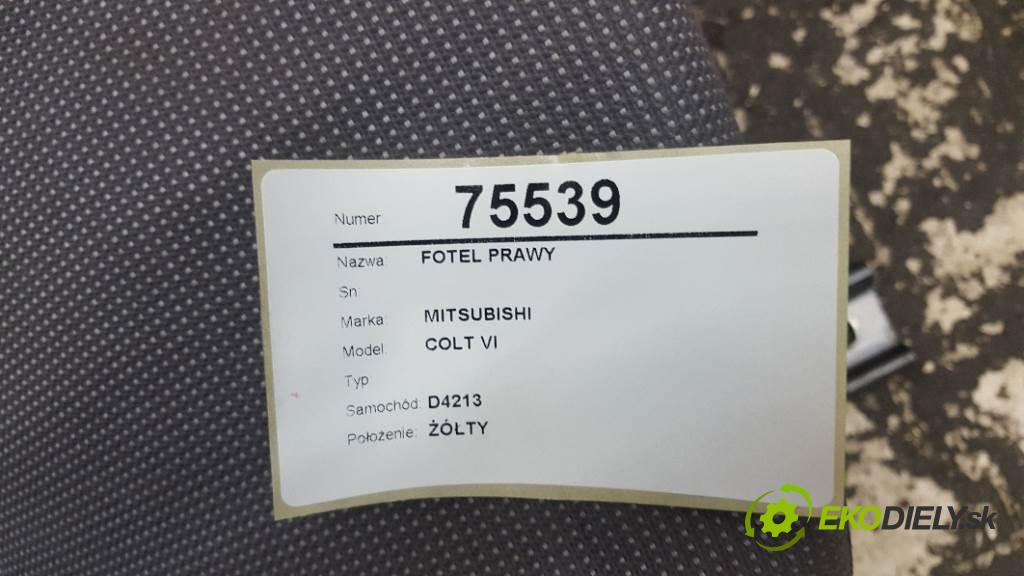 Numer 75539
Nazwa FOTEL PRAWY
Sn:
Marka: MITSUBISHI
Model: COLT VI
Typ:
Samochód: D4213
Położenie: ŻÓŁTY
EKODIELY.sk